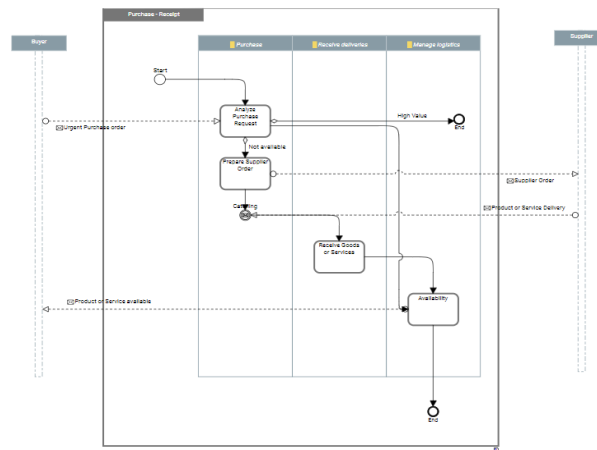 Purchase - Receipt
Buyer
Supplier
Purchase
Receive deliveries
Manage logistics
Start
Analyze
Purchase
Request
High Value
End
Urgent Purchase order
Not available
Prepare Supplier
Order
Supplier Order
Catching
Product or Service Delivery
Receive Goods
or Services
Product or Service available
Availability
End